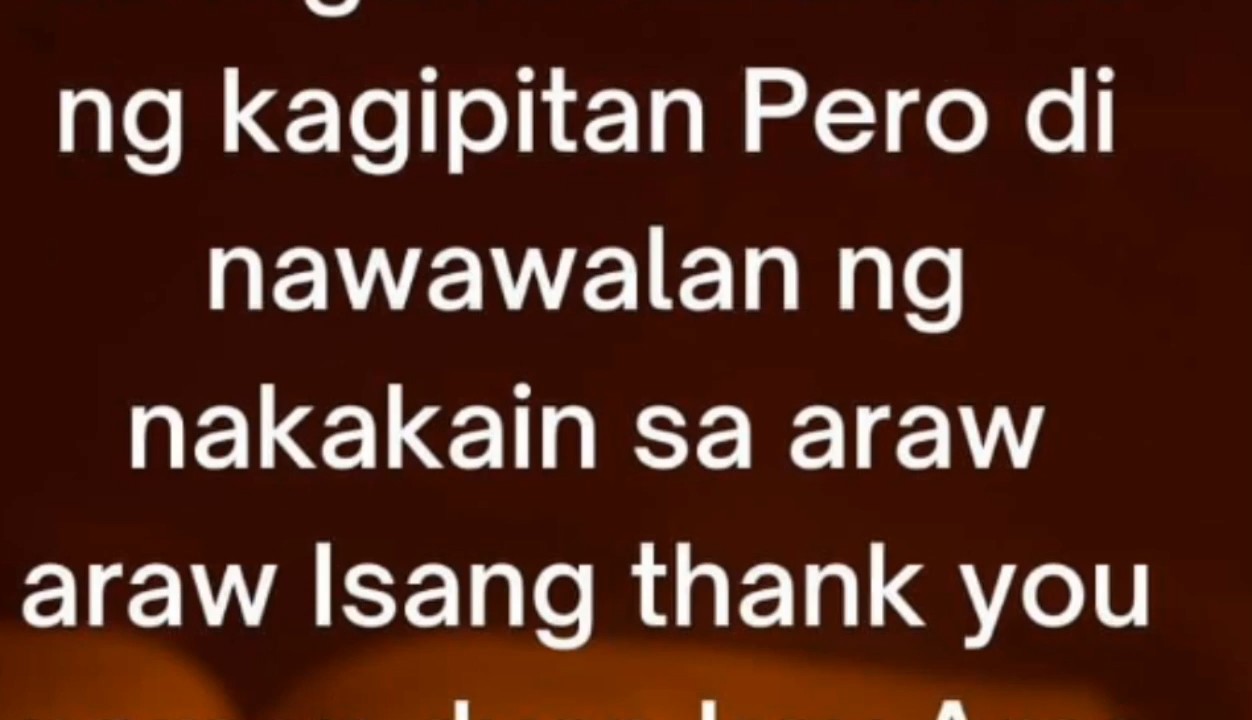 ng kagipitan Pero di
nawawalan ng
nakakain sa araw
araw Isang thank you